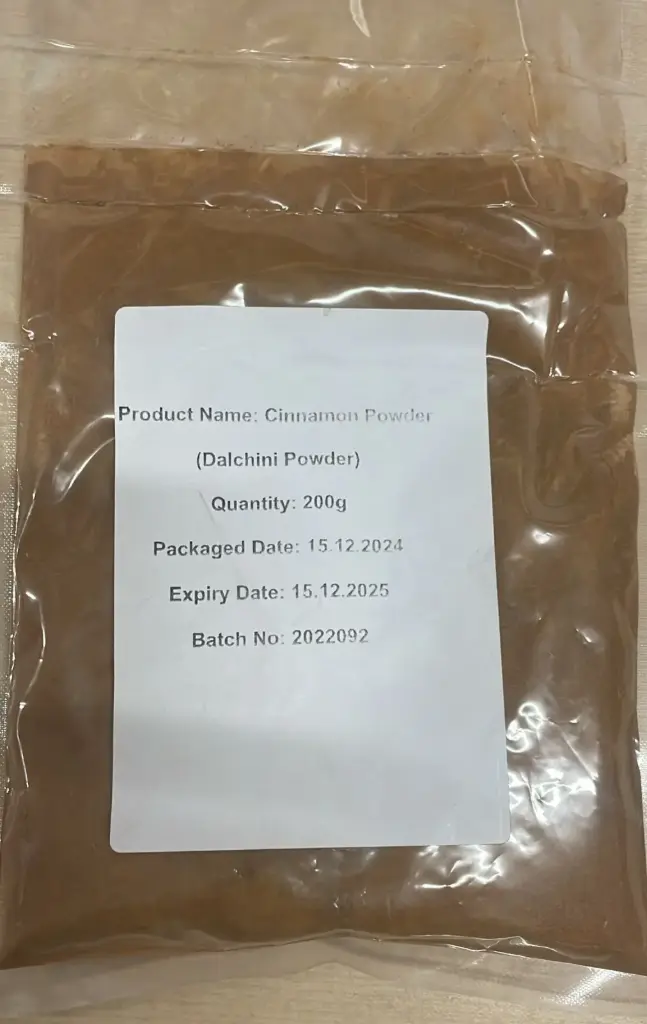 Product Name: Cinnamon Powder
(Dalchini Powder)
Quantity: 200g
Packaged Date: 15.12.2024
Expiry Date: 15.12.2025
Batch No: 2022092